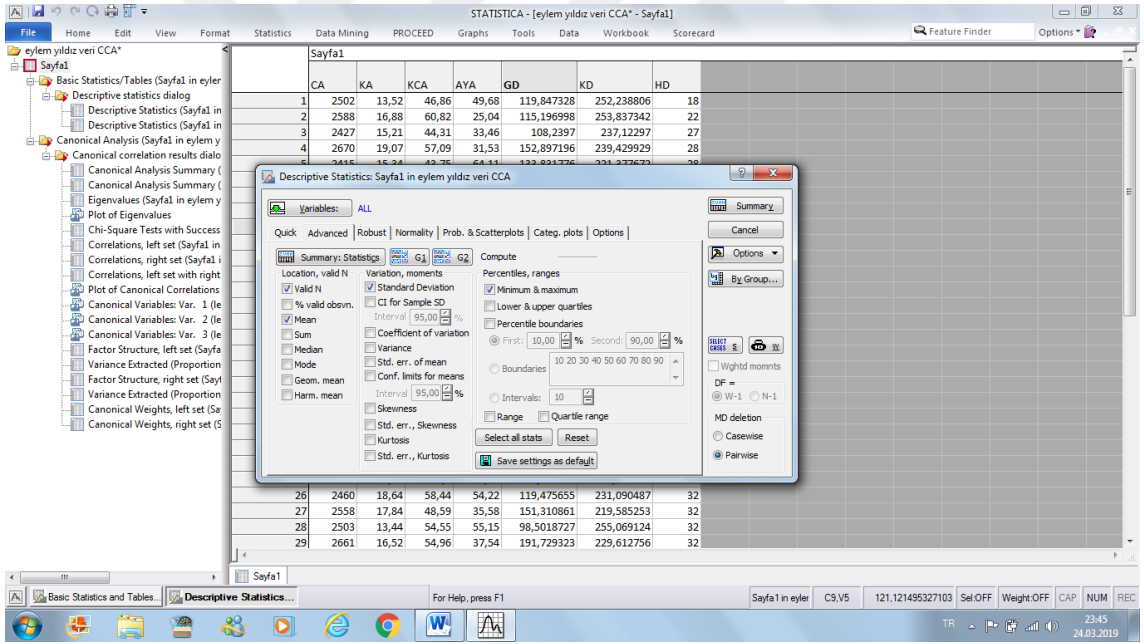 STATISTICA - [eylem yıldız veri CCA* - Sayfa1]
File Home Edit View Format Statistics Data Mining PROCEED Graphs Tools Data Workbook Scorecard Feature Finder Options
eylem yıldız veri CCA*
Sayfa1
Basic Statistics/Tables (Sayfa1 in eylem
Descriptive statistics dialog
Descriptive Statistics (Sayfa1 in
Descriptive Statistics (Sayfa1 in
Canonical Analysis (Sayfa1 in eylem y
Canonical correlation results dialo
Canonical Analysis Summary (
Canonical Analysis Summary (
Eigenvalues (Sayfa1 in eylem y
Plot of Eigenvalues
Chi-Square Tests with Success
Correlations, left set (Sayfa1 in
Correlations, right set (Sayfa1 i
Correlations, left set with right
Plot of Canonical Correlations
Canonical Variables: Var. 1 (le
Canonical Variables: Var. 2 (le
Canonical Variables: Var. 3 (le
Factor Structure, left set (Sayfa
Variance Extracted (Proportion
Factor Structure, right set (Sayf
Variance Extracted (Proportion
Canonical Weights, left set (Sa
Canonical Weights, right set (S
Sayfa1
CA KA KCA AYA GD KD HD
1 2502 13,52 46,86 49,68 119,847328 252,238806 18
2 2588 16,88 60,82 25,04 115,196998 253,837342 22
3 2427 15,21 44,31 33,46 108,2397 237,12297 27
4 2670 19,07 57,09 31,53 152,897196 239,429929 28
5 2415 15,34 43,75 64,11 133,831776 221,377672 28
Descriptive Statistics: Sayfa1 in eylem yıldız veri CCA
Variables: ALL
Quick Advanced Robust Normality Prob. & Scatterplots Categ. plots Options
Summary: Statistics G1 G2 Compute
Location, valid N
Valid N
% valid obsvn.
Mean
Sum
Median
Mode
Geom. mean
Harm. mean
Variation, moments
Standard Deviation
CI for Sample SD
Interval 95,00 %
Coefficient of variation
Variance
Std. err. of mean
Conf. limits for means
Interval 95,00 %
Skewness
Std. err., Skewness
Kurtosis
Std. err., Kurtosis
Percentiles, ranges
Minimum & maximum
Lower & upper quartiles
Percentile boundaries
First: 10,00 % Second: 90,00 %
Boundaries 10 20 30 40 50 60 70 80 90
Intervals: 10
Range Quartile range
Select all stats Reset
Save settings as default
Summary
Cancel
Options
By Group...
SELECT CASES S W
Wghtd momnts
DF =
W-1 N-1
MD deletion
Casewise
Pairwise
26 2460 18,64 58,44 54,22 119,475655 231,090487 32
27 2558 17,84 48,59 35,58 151,310861 219,585253 32
28 2503 13,44 54,55 55,15 98,5018727 255,069124 32
29 2661 16,52 54,96 37,54 191,729323 229,612756 32
Sayfa1
Basic Statistics and Tables... Descriptive Statistics... For Help, press F1 Sayfa1 in eyler C9,V5 121,121495327103 Sel:OFF Weight:OFF CAP NUM REC
TR 23:45
24.03.2019